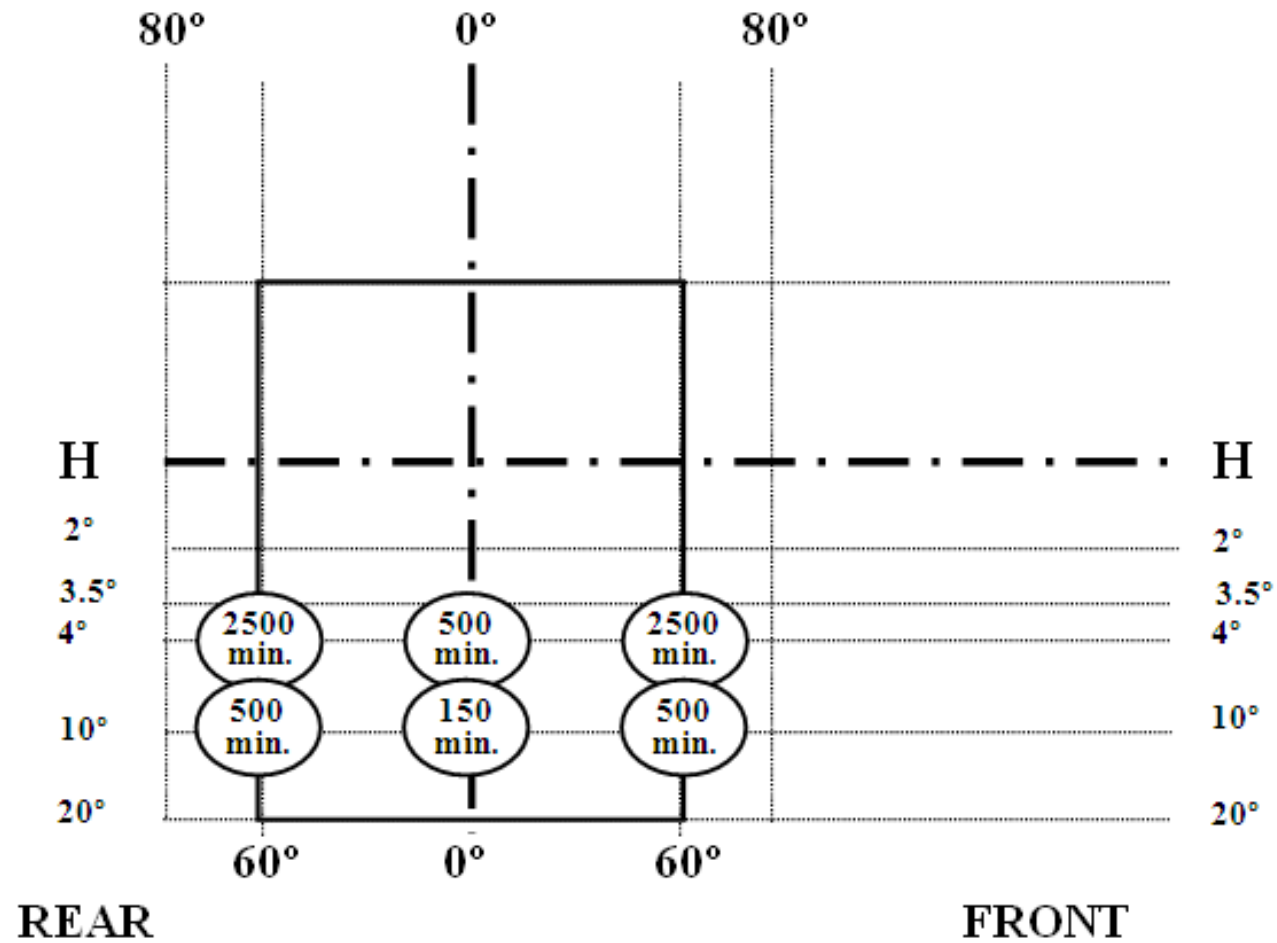 80° 0° 80°
H H
2° 2°
3.5° 3.5°
4° 4°
2500 500 2500
min. min. min.
10° 10°
500 150 500
min. min. min.
20° 20°
60° 0° 60°
REAR FRONT